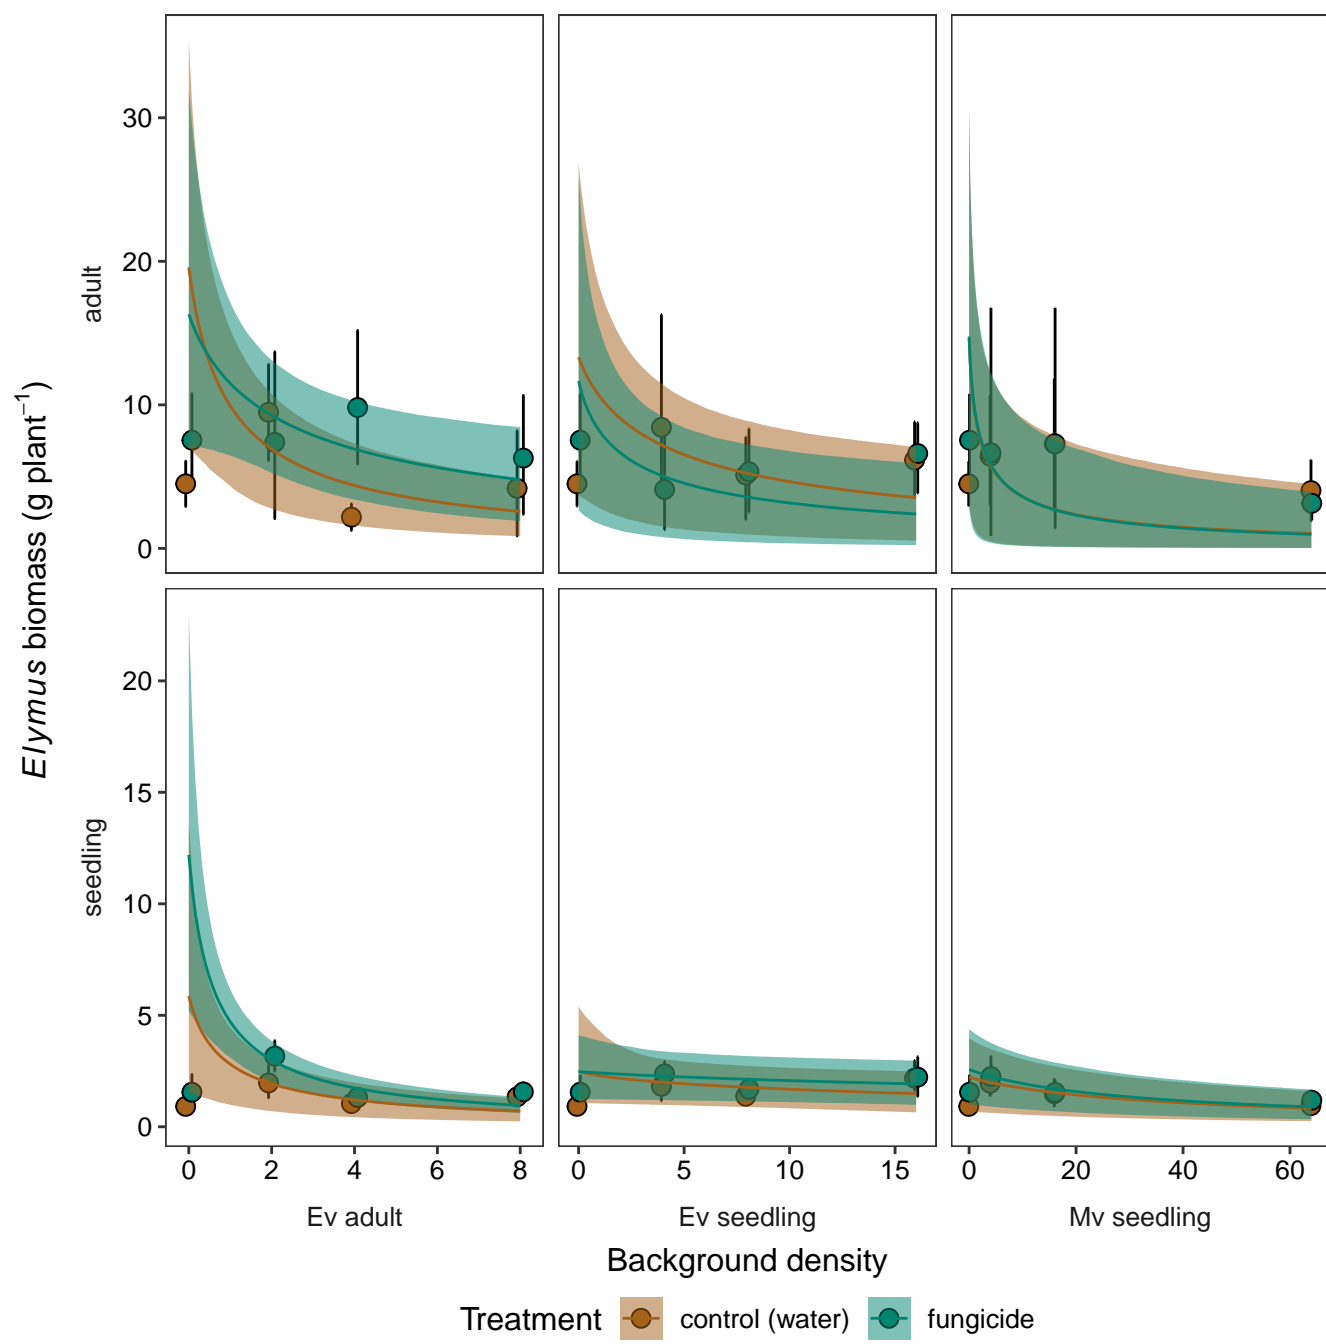 Elymus biomass (g plant⁻¹)
adult
30
20
10
0
seedling
20
15
10
5
0
0 2 4 6 8
0 5 10 15
0 20 40 60
Ev adult
Ev seedling
Mv seedling
Background density
Treatment control (water) fungicide